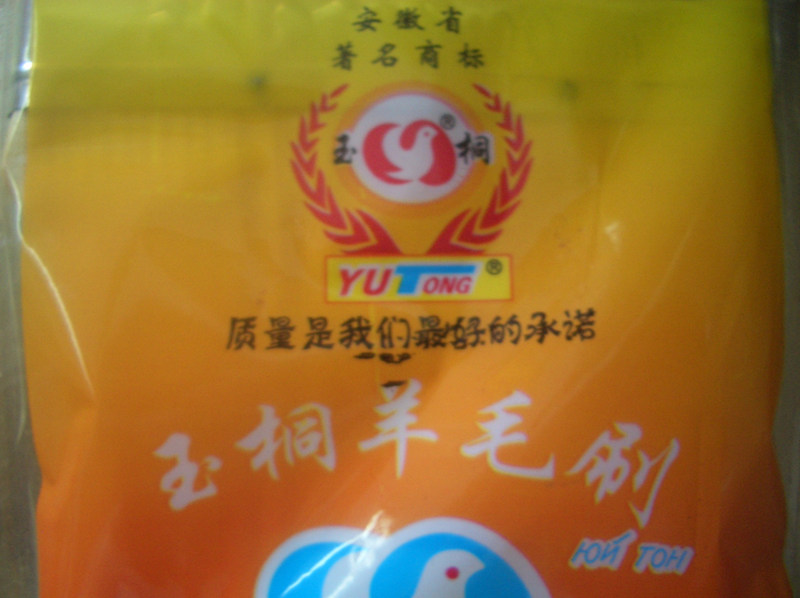 安徽省
著名商标
玉 ® 桐
YUTONG ®
质量是我们最好的承诺
玉桐羊毛刷
ЮЙ ТОН